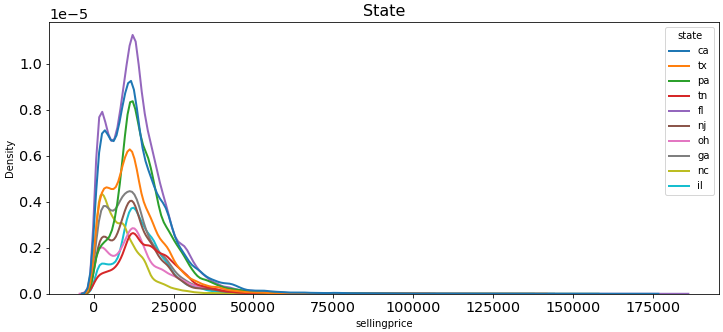 State
1e−5
1.0
0.8
0.6
0.4
0.2
0.0
Density
0
25000
50000
75000
100000
125000
150000
175000
sellingprice
state
ca
tx
pa
tn
fl
nj
oh
ga
nc
il